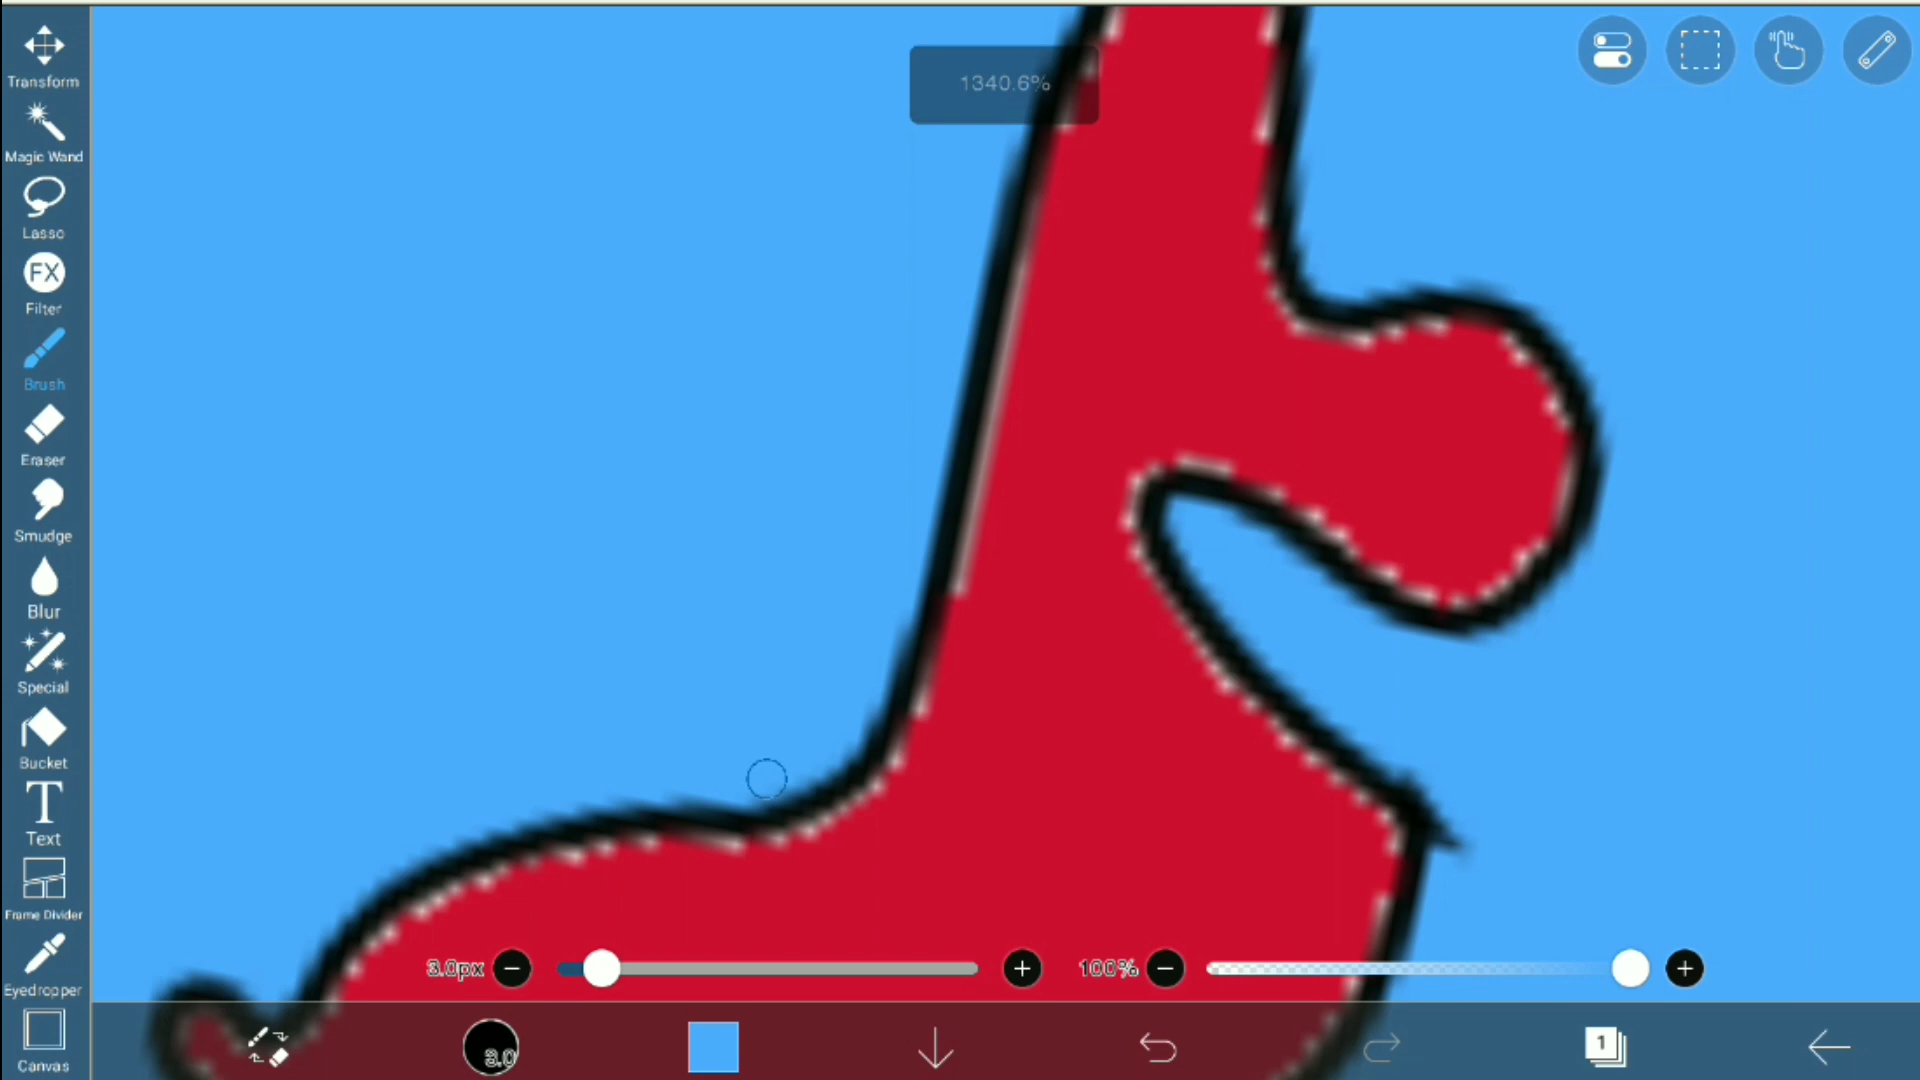 Transform
Magic Wand
Lasso
FX
Filter
Brush
Eraser
Smudge
Blur
Special
Bucket
T
Text
Frame Divider
Eyedropper
Canvas
1340.6%
3.0px
100%
3.0
1